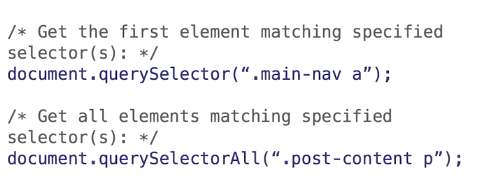 /* Get the first element matching specified
selector(s): */
document.querySelector(“.main-nav a”);
/* Get all elements matching specified
selector(s): */
document.querySelectorAll(“.post-content p”);